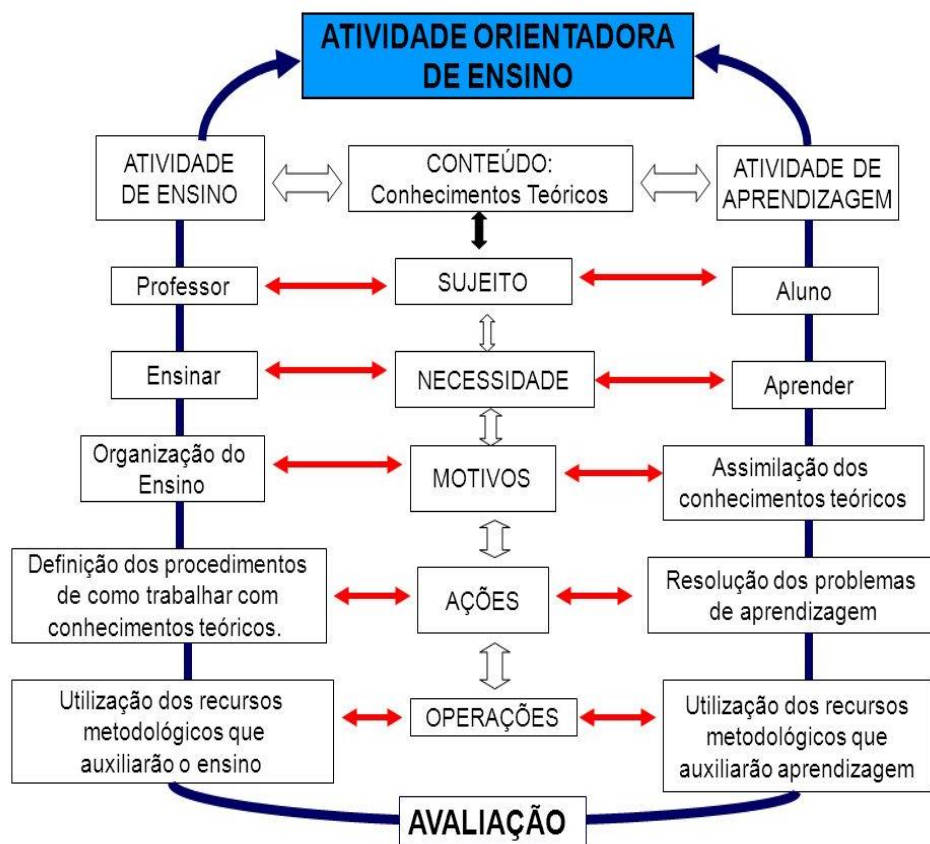 ATIVIDADE ORIENTADORA
DE ENSINO
ATIVIDADE
DE ENSINO
CONTEÚDO:
Conhecimentos Teóricos
ATIVIDADE DE
APRENDIZAGEM
Professor
SUJEITO
Aluno
Ensinar
NECESSIDADE
Aprender
Organização do
Ensino
MOTIVOS
Assimilação dos
conhecimentos teóricos
Definição dos procedimentos
de como trabalhar com
conhecimentos teóricos.
AÇÕES
Resolução dos problemas
de aprendizagem
Utilização dos recursos
metodológicos que
auxiliarão o ensino
OPERAÇÕES
Utilização dos recursos
metodológicos que
auxiliarão aprendizagem
AVALIAÇÃO